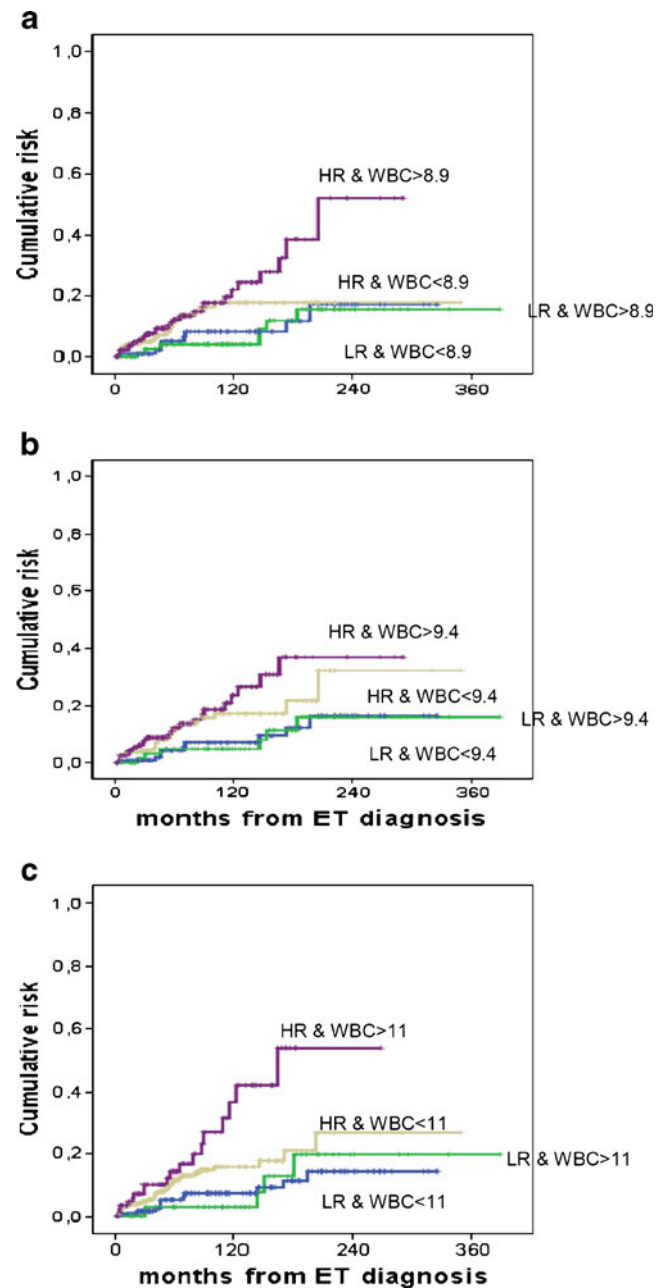 a
1,0
0,8
0,6
0,4
0,2
0,0
Cumulative risk
HR & WBC>8.9
HR & WBC<8.9
LR & WBC>8.9
LR & WBC<8.9
0
120
240
360
b
1,0
0,8
0,6
0,4
0,2
0,0
Cumulative risk
HR & WBC>9.4
HR & WBC<9.4
LR & WBC>9.4
LR & WBC<9.4
0
120
240
360
months from ET diagnosis
c
1,0
0,8
0,6
0,4
0,2
0,0
Cumulative risk
HR & WBC>11
HR & WBC<11
LR & WBC>11
LR & WBC<11
0
120
240
360
months from ET diagnosis